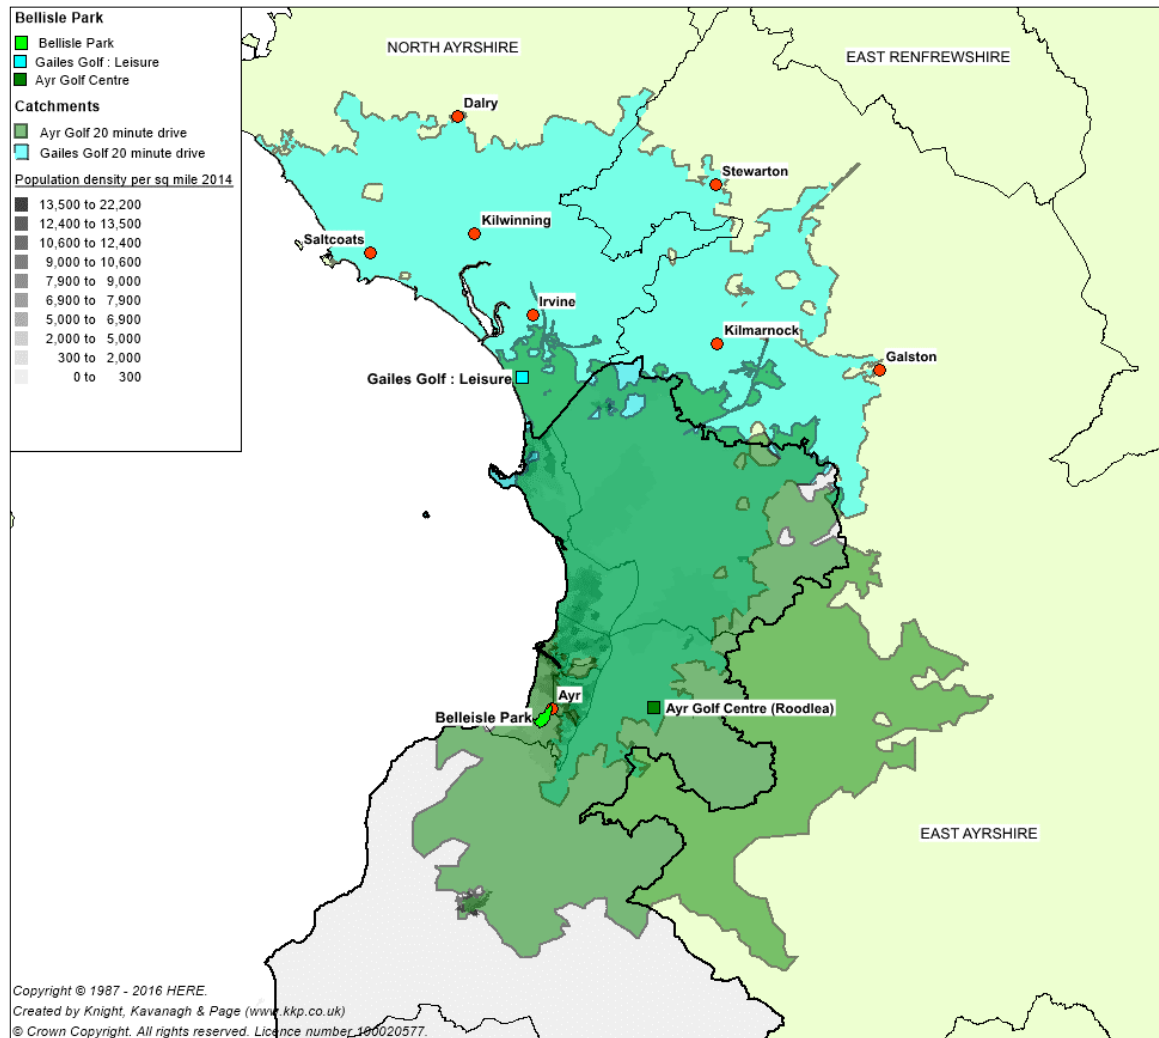 Bellisle Park
Bellisle Park
Gailes Golf : Leisure
Ayr Golf Centre
Catchments
Ayr Golf 20 minute drive
Gailes Golf 20 minute drive
Population density per sq mile 2014
13,500 to 22,200
12,400 to 13,500
10,600 to 12,400
9,000 to 10,600
7,900 to 9,000
6,900 to 7,900
5,000 to 6,900
2,000 to 5,000
300 to 2,000
0 to 300
NORTH AYRSHIRE
EAST RENFREWSHIRE
Dalry
Stewarton
Kilwinning
Saltcoats
Irvine
Kilmarnock
Galston
Gailes Golf : Leisure
Ayr
Belleisle Park
Ayr Golf Centre (Roodlea)
EAST AYRSHIRE
Copyright © 1987 - 2016 HERE.
Created by Knight, Kavanagh & Page (www.kkp.co.uk)
© Crown Copyright. All rights reserved. Licence number 100020577.